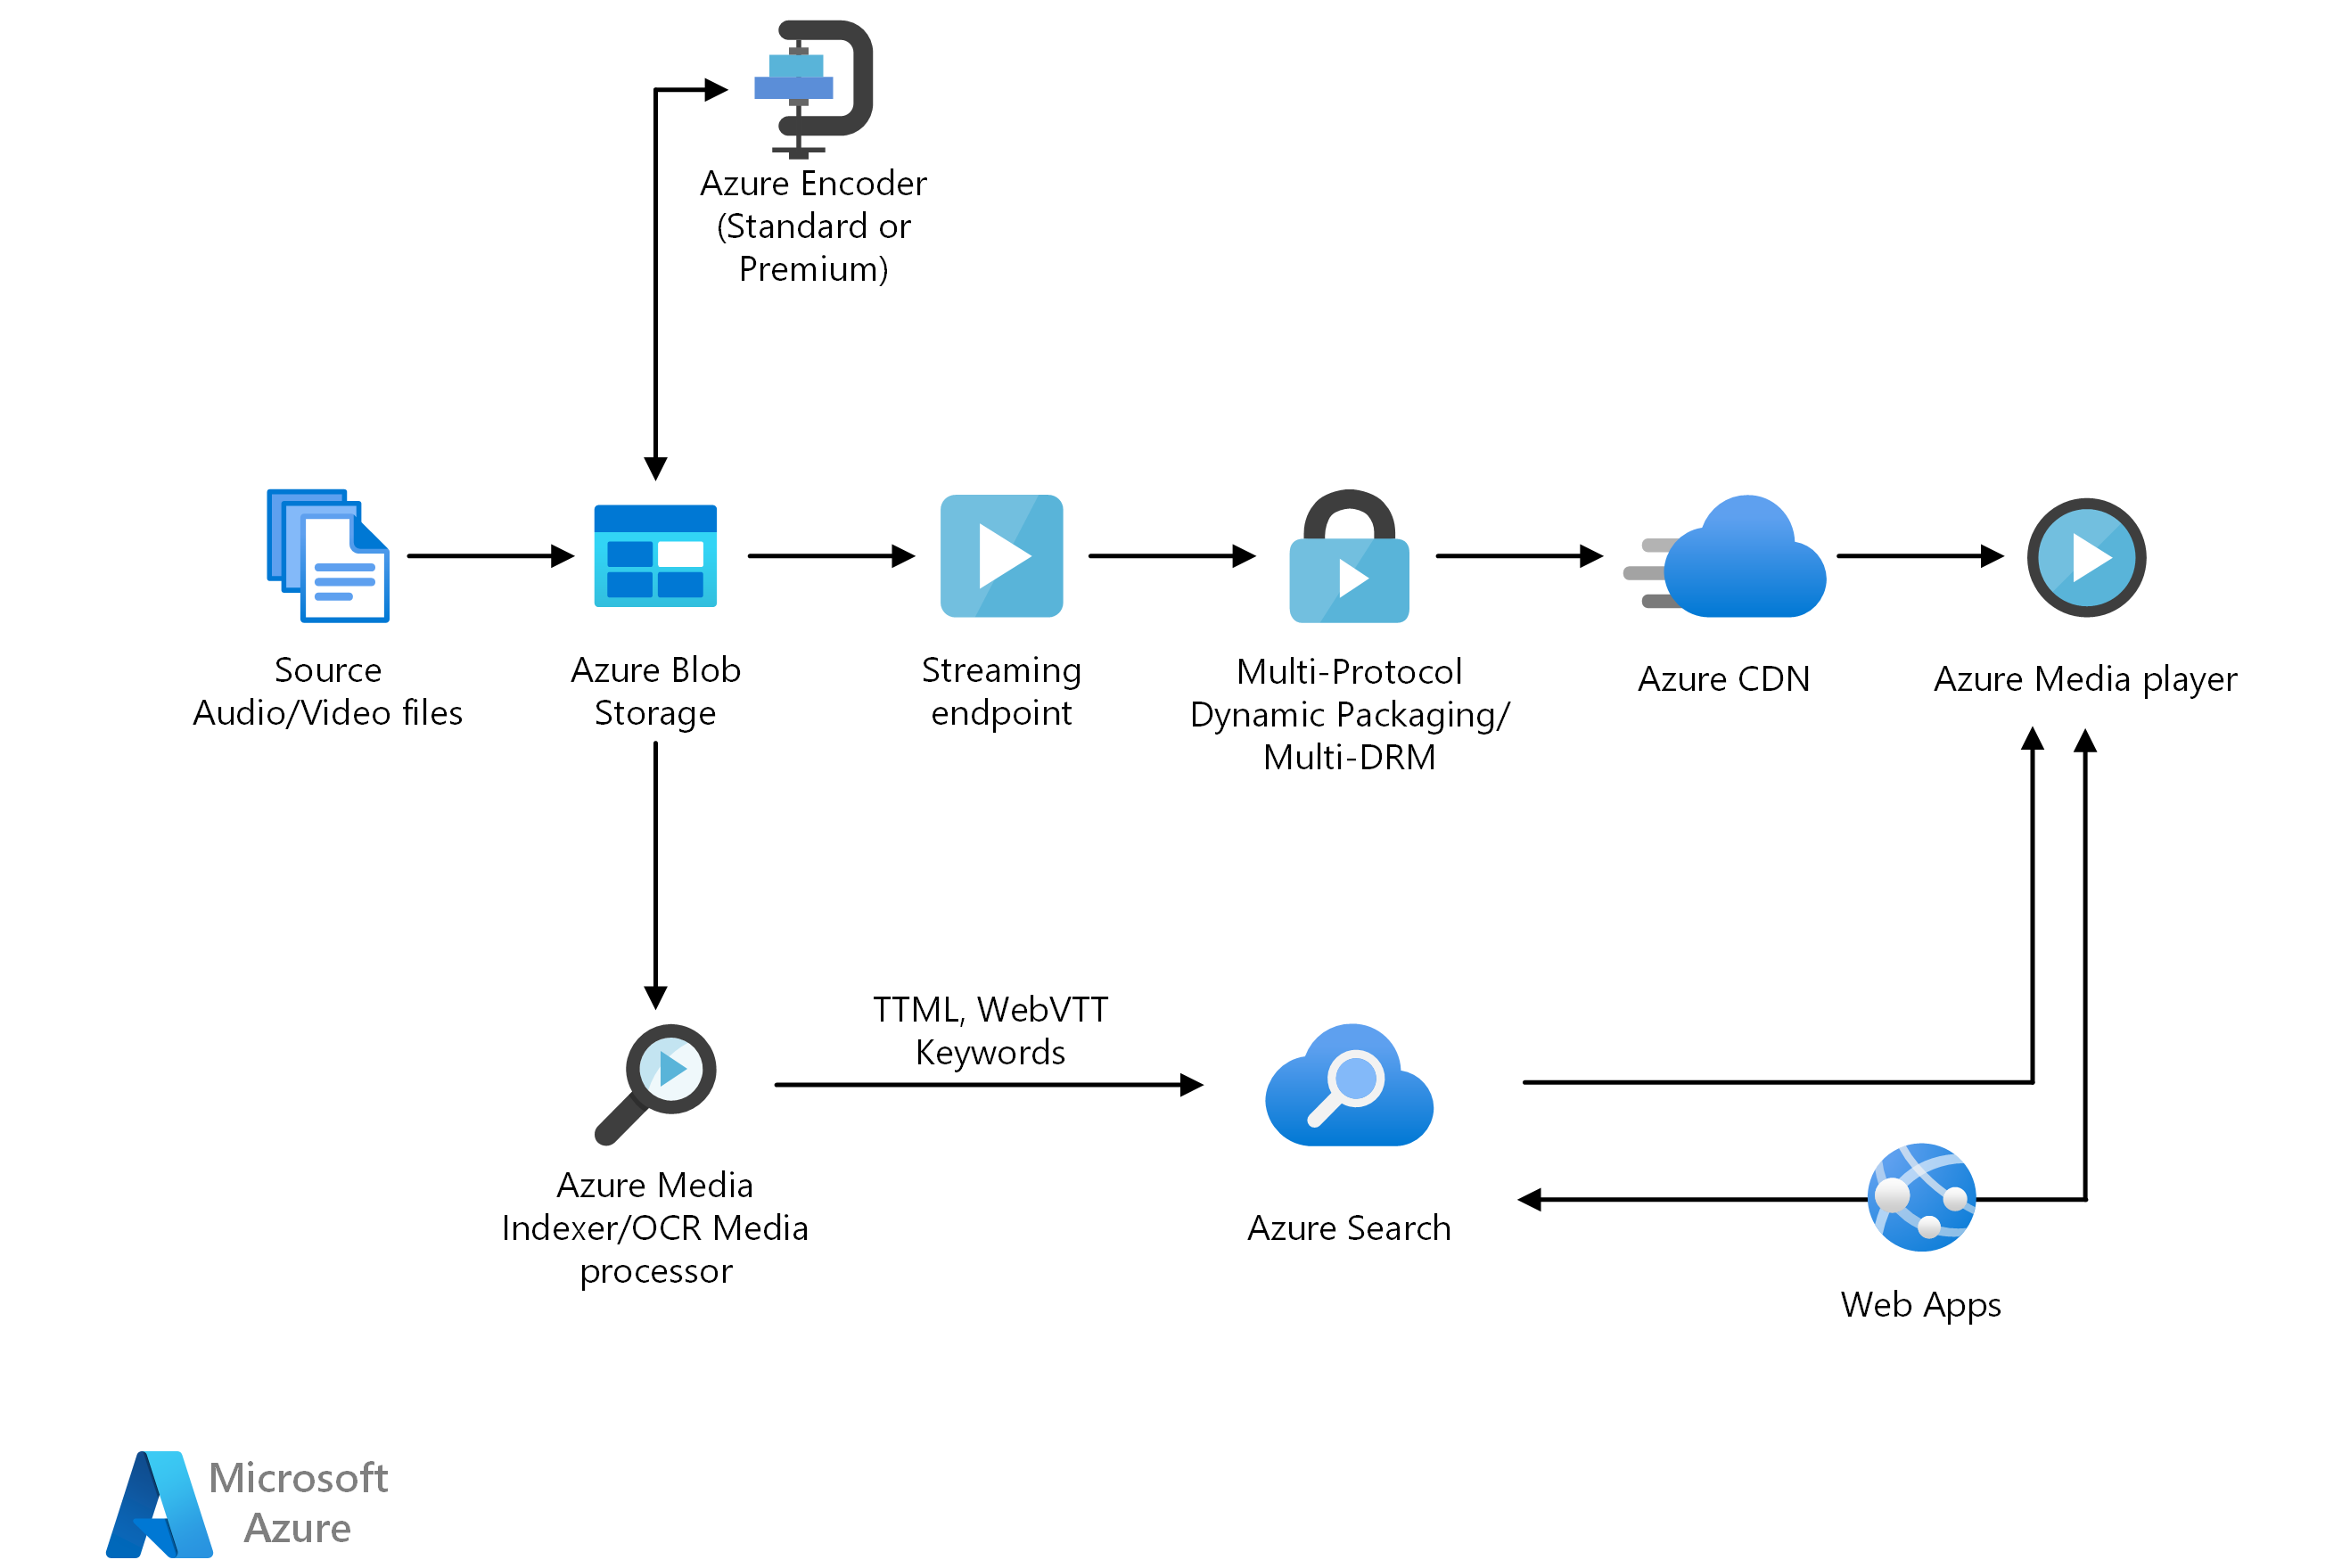 Azure Encoder
(Standard or
Premium)
Source
Audio/Video files
Azure Blob
Storage
Streaming
endpoint
Multi-Protocol
Dynamic Packaging/
Multi-DRM
Azure CDN
Azure Media player
TTML, WebVTT
Keywords
Azure Media
Indexer/OCR Media
processor
Azure Search
Web Apps
Microsoft
Azure